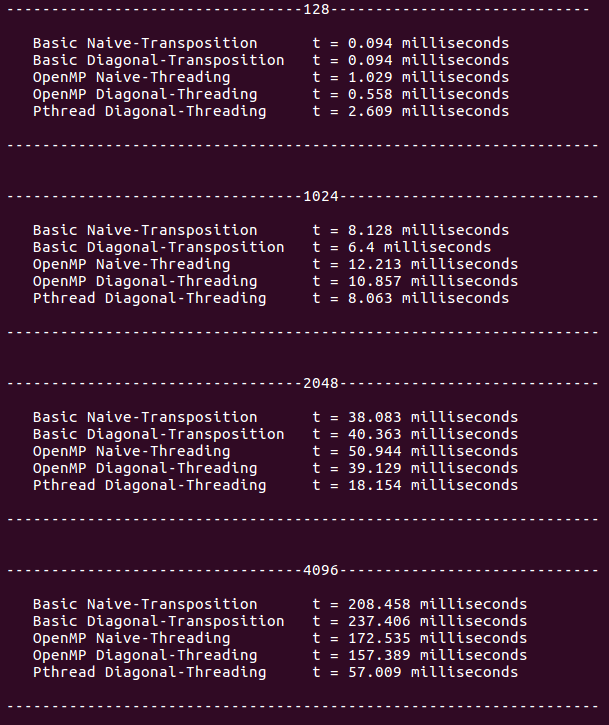 ---------------------------------128-----------------------------
Basic Naive-Transposition t = 0.094 milliseconds
Basic Diagonal-Transposition t = 0.094 milliseconds
OpenMP Naive-Threading t = 1.029 milliseconds
OpenMP Diagonal-Threading t = 0.558 milliseconds
Pthread Diagonal-Threading t = 2.609 milliseconds
------------------------------------------------------------------
---------------------------------1024-----------------------------
Basic Naive-Transposition t = 8.128 milliseconds
Basic Diagonal-Transposition t = 6.4 milliseconds
OpenMP Naive-Threading t = 12.213 milliseconds
OpenMP Diagonal-Threading t = 10.857 milliseconds
Pthread Diagonal-Threading t = 8.063 milliseconds
------------------------------------------------------------------
---------------------------------2048-----------------------------
Basic Naive-Transposition t = 38.083 milliseconds
Basic Diagonal-Transposition t = 40.363 milliseconds
OpenMP Naive-Threading t = 50.944 milliseconds
OpenMP Diagonal-Threading t = 39.129 milliseconds
Pthread Diagonal-Threading t = 18.154 milliseconds
------------------------------------------------------------------
---------------------------------4096-----------------------------
Basic Naive-Transposition t = 208.458 milliseconds
Basic Diagonal-Transposition t = 237.406 milliseconds
OpenMP Naive-Threading t = 172.535 milliseconds
OpenMP Diagonal-Threading t = 157.389 milliseconds
Pthread Diagonal-Threading t = 57.009 milliseconds
------------------------------------------------------------------